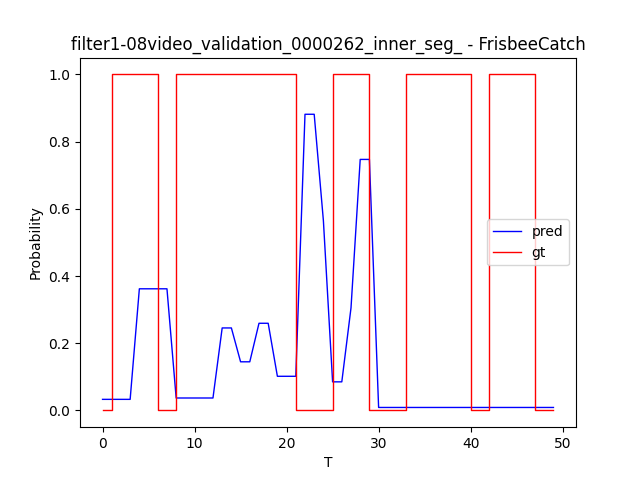 filter1-08video_validation_0000262_inner_seg_ - FrisbeeCatch
1.0
0.8
0.6
0.4
0.2
0.0
Probability
pred
gt
0 10 20 30 40 50
T